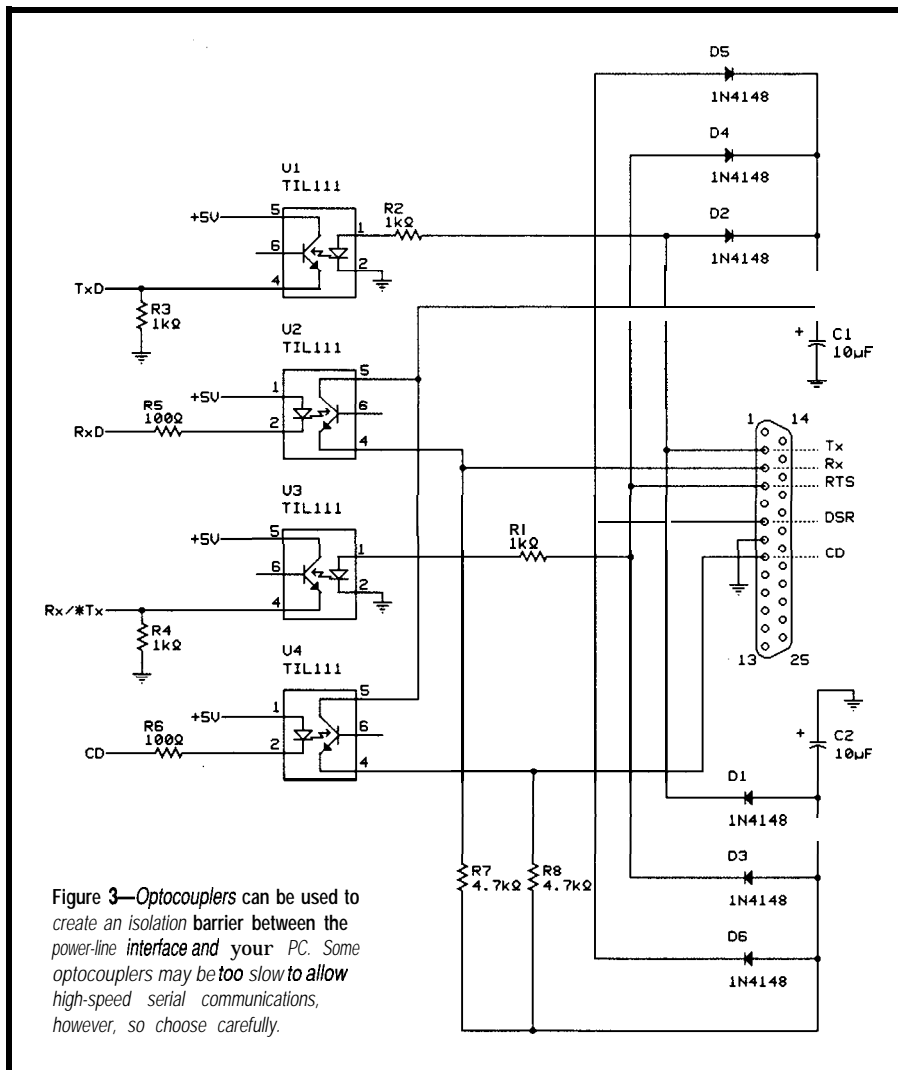 D5
1N4148
D4
1N4148
U1
TIL111
+5V
5
R2
1kΩ
1
D2
1N4148
6
2
4
TxD
R3
1kΩ
U2
TIL111
+ C1
10µF
5
+5V
1
6
R5
100Ω
2
RxD
4
1
14
Tx
Rx
RTS
U3
TIL111
DSR
+5V
5
R1
1kΩ
1
CD
6
2
4
Rx/*Tx
R4
1kΩ
U4
TIL111
13
25
5
+5V
1
6
R6
100Ω
2
CD
4
+ C2
10µF
D1
1N4148
R7
4.7kΩ
R8
4.7kΩ
D3
1N4148
D6
1N4148
Figure 3—Optocouplers can be used to
create an isolation barrier between the
power-line interface and your PC. Some
optocouplers may be too slow to allow
high-speed serial communications,
however, so choose carefully.